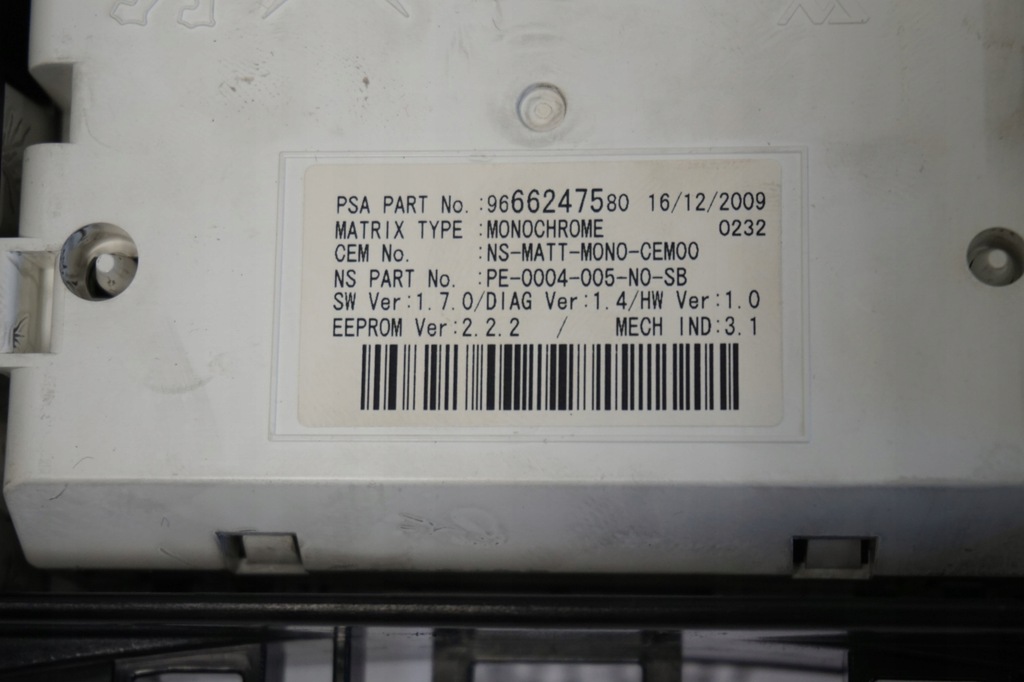 PSA PART No. :9666247580 16/12/2009
MATRIX TYPE :MONOCHROME 0232
CEM No. :NS-MATT-MONO-CEM00
NS PART No. :PE-0004-005-NO-SB
SW Ver:1.7.0/DIAG Ver:1.4/HW Ver:1.0
EEPROM Ver:2.2.2 / MECH IND:3.1